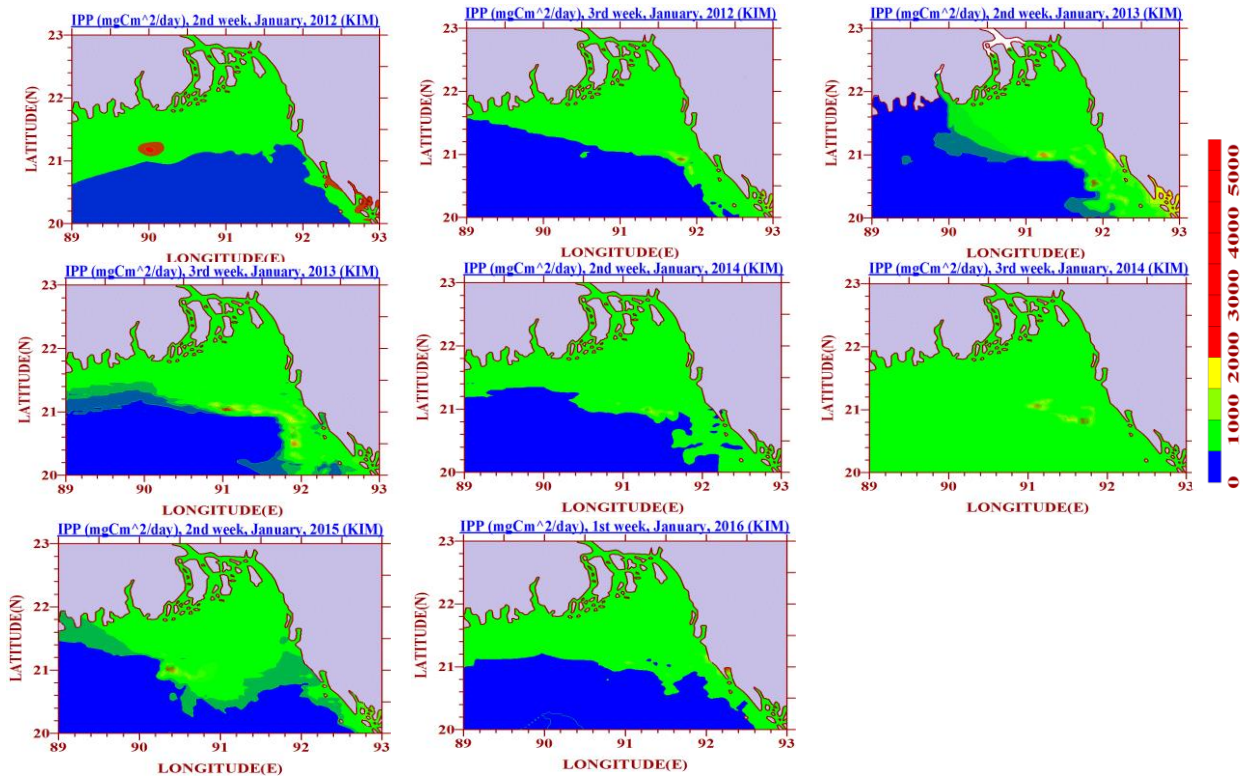 IPP (mgCm^2/day), 2nd week, January, 2012 (KIM)
23
22
21
20
89 90 91 92 93
LATITUDE(N)
LONGITUDE(E)
IPP (mgCm^2/day), 3rd week, January, 2012 (KIM)
23
22
21
20
89 90 91 92 93
LATITUDE(N)
LONGITUDE(E)
IPP (mgCm^2/day), 2nd week, January, 2013 (KIM)
23
22
21
20
89 90 91 92 93
LATITUDE(N)
LONGITUDE(E)
IPP (mgCm^2/day), 3rd week, January, 2013 (KIM)
23
22
21
20
89 90 91 92 93
LATITUDE(N)
LONGITUDE(E)
IPP (mgCm^2/day), 2nd week, January, 2014 (KIM)
23
22
21
20
89 90 91 92 93
LATITUDE(N)
LONGITUDE(E)
IPP (mgCm^2/day), 3rd week, January, 2014 (KIM)
23
22
21
20
89 90 91 92 93
LATITUDE(N)
LONGITUDE(E)
0 1000 2000 3000 4000 5000
IPP (mgCm^2/day), 2nd week, January, 2015 (KIM)
23
22
21
20
89 90 91 92 93
LATITUDE(N)
LONGITUDE(E)
IPP (mgCm^2/day), 1st week, January, 2016 (KIM)
23
22
21
20
89 90 91 92 93
LATITUDE(N)
LONGITUDE(E)